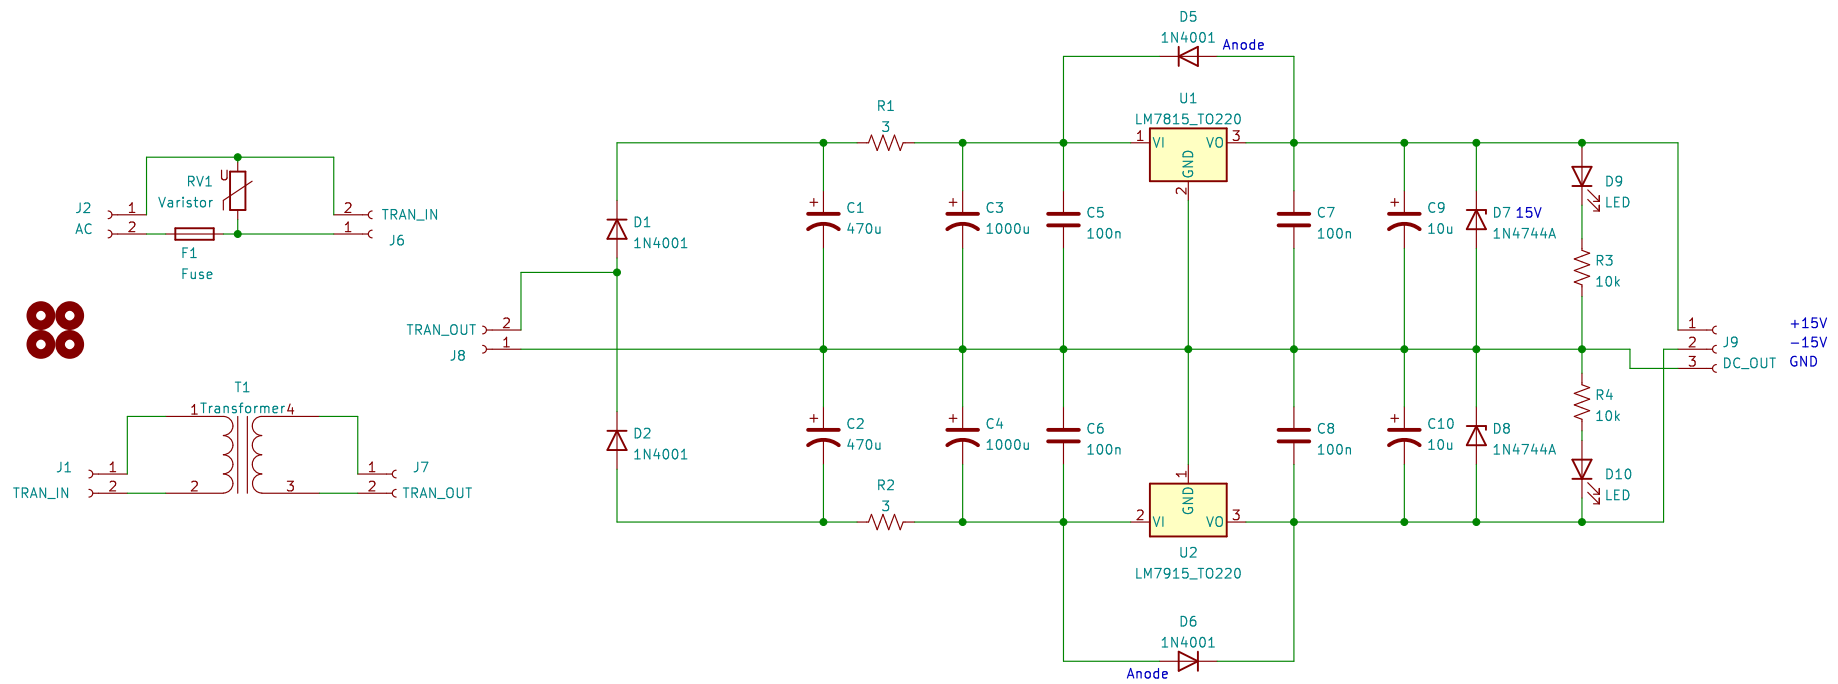 D5
1N4001
Anode
U1
LM7815_TO220
1
VI
VO
3
GND
2
R1
3
RV1
Varistor
U
J2
AC
1
2
F1
Fuse
2
1
TRAN_IN
J6
D1
1N4001
C1
470u
C3
1000u
C5
100n
C7
100n
C9
10u
D7 15V
1N4744A
D9
LED
R3
10k
TRAN_OUT
J8
2
1
1
2
3
J9
DC_OUT
+15V
-15V
GND
T1
Transformer
1
4
2
3
J1
TRAN_IN
1
2
1
2
J7
TRAN_OUT
D2
1N4001
C2
470u
C4
1000u
C6
100n
C8
100n
C10
10u
D8
1N4744A
R4
10k
D10
LED
R2
3
1
GND
2
VI
VO
3
U2
LM7915_TO220
D6
1N4001
Anode